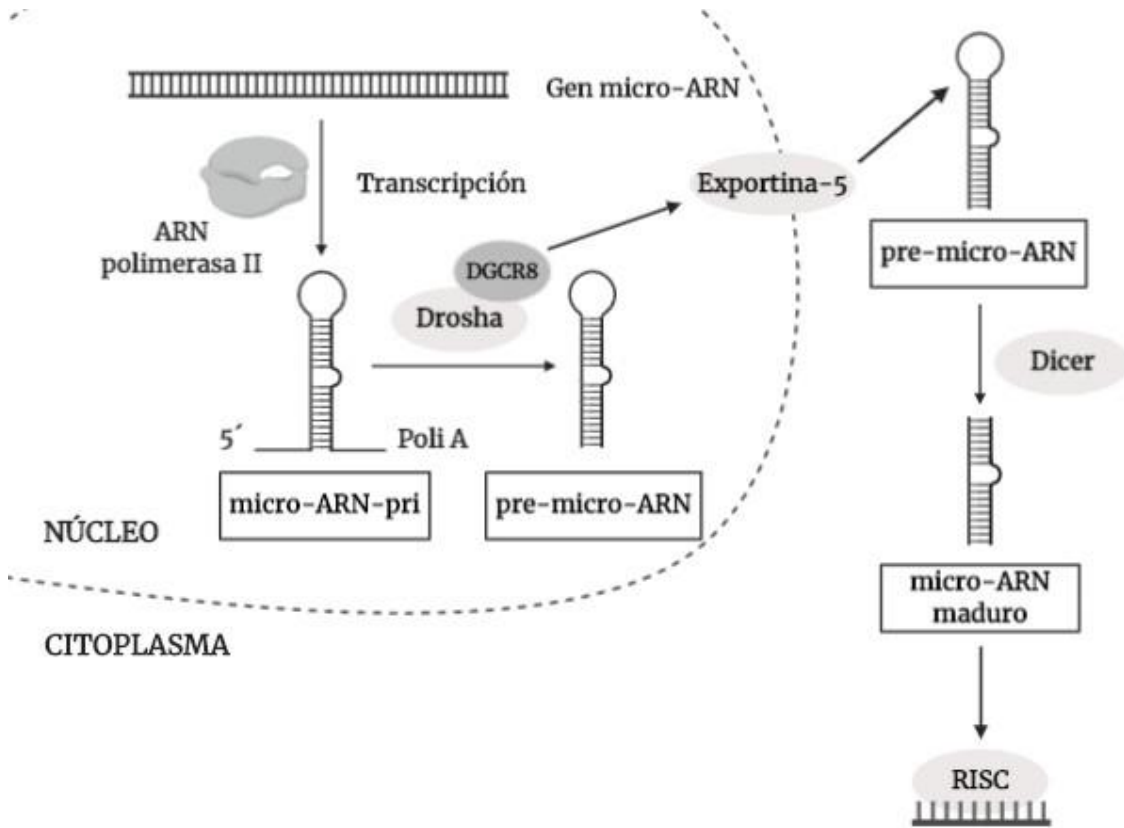 Gen micro-ARN
Transcripción
ARN
polimerasa II
DGCR8
Drosha
5´
Poli A
micro-ARN-pri
pre-micro-ARN
Exportina-5
pre-micro-ARN
Dicer
micro-ARN
maduro
RISC
NÚCLEO
CITOPLASMA